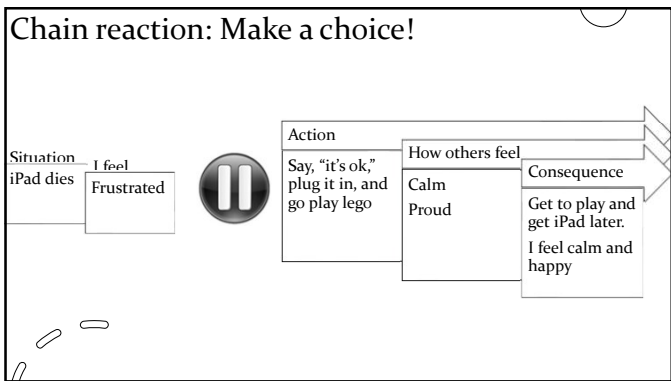 Chain reaction: Make a choice!
Situation
iPad dies
I feel
Frustrated
Action
Say, “it’s ok,”
plug it in, and
go play lego
How others feel
Calm
Proud
Consequence
Get to play and
get iPad later.
I feel calm and
happy